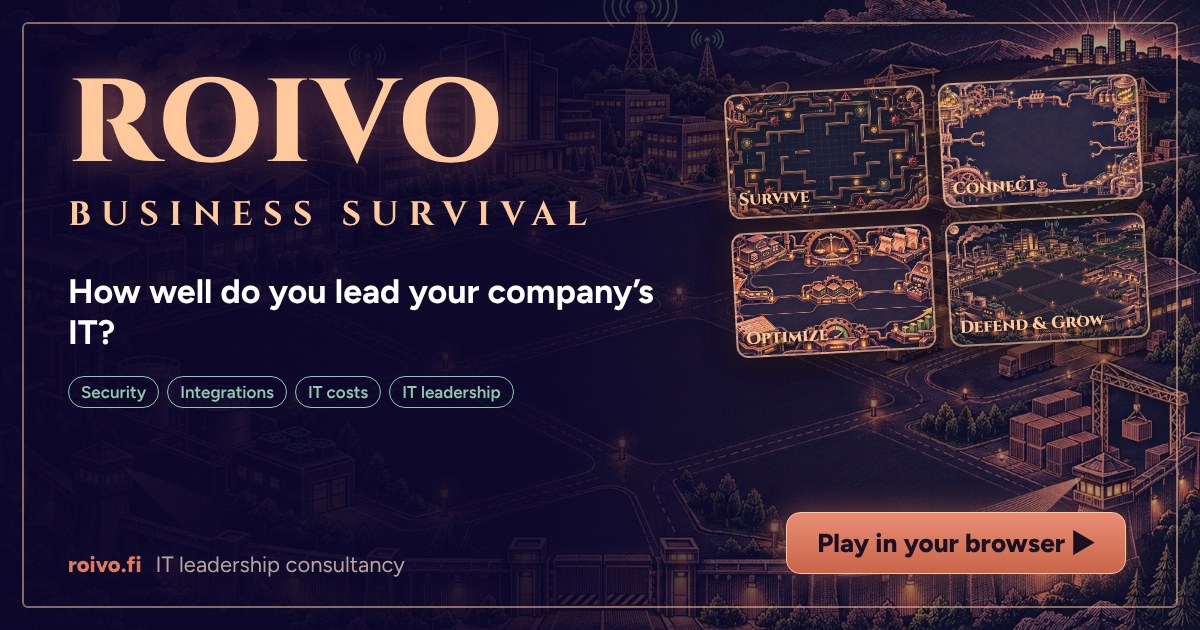 ROIVO
BUSINESS SURVIVAL
How well do you lead your company’s
IT?
Security
Integrations
IT costs
IT leadership
SURVIVE
CONNECT
OPTIMIZE
DEFEND & GROW
roivo.fi IT leadership consultancy
Play in your browser ▶